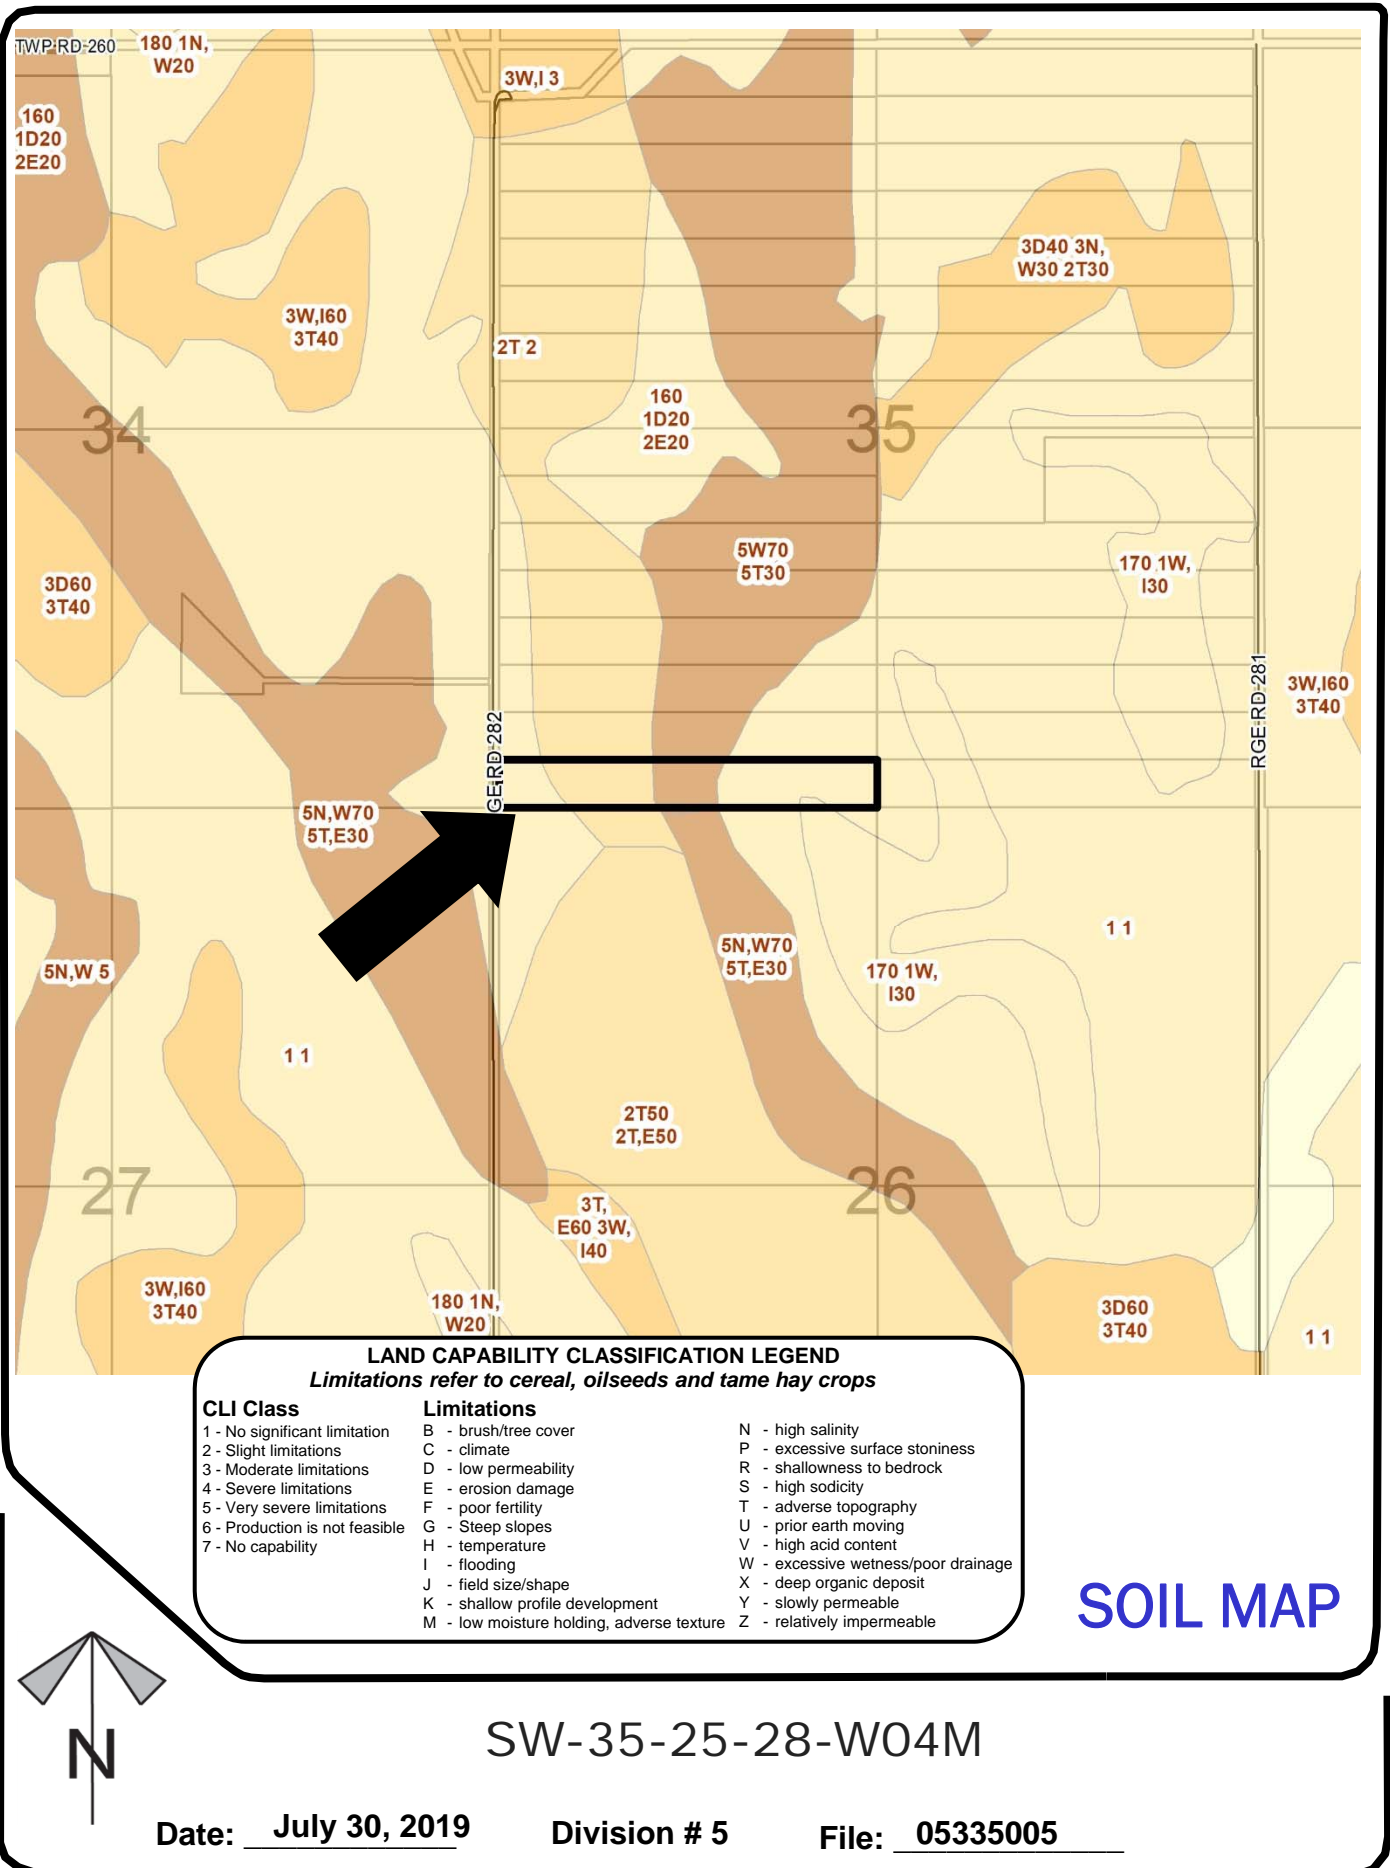 TWP RD 260
180 1N,
W20
3W,I 3
160
1D20
2E20
3D40 3N,
W30 2T30
3W,I60
3T40
2T 2
160
1D20
2E20
34
35
5W70
5T30
170 1W,
I30
3D60
3T40
RGE RD 281
3W,I60
3T40
GE RD 282
5N,W70
5T,E30
1 1
5N,W70
5T,E30
5N,W 5
170 1W,
I30
1 1
2T50
2T,E50
27
26
3T,
E60 3W,
I40
3W,I60
3T40
180 1N,
W20
3D60
3T40
1 1
LAND CAPABILITY CLASSIFICATION LEGEND
Limitations refer to cereal, oilseeds and tame hay crops
CLI Class
1 - No significant limitation
2 - Slight limitations
3 - Moderate limitations
4 - Severe limitations
5 - Very severe limitations
6 - Production is not feasible
7 - No capability
Limitations
B - brush/tree cover
C - climate
D - low permeability
E - erosion damage
F - poor fertility
G - Steep slopes
H - temperature
I - flooding
J - field size/shape
K - shallow profile development
M - low moisture holding, adverse texture
N - high salinity
P - excessive surface stoniness
R - shallowness to bedrock
S - high sodicity
T - adverse topography
U - prior earth moving
V - high acid content
W - excessive wetness/poor drainage
X - deep organic deposit
Y - slowly permeable
Z - relatively impermeable
SOIL MAP
N
SW-35-25-28-W04M
Date: July 30, 2019 Division # 5 File: 05335005